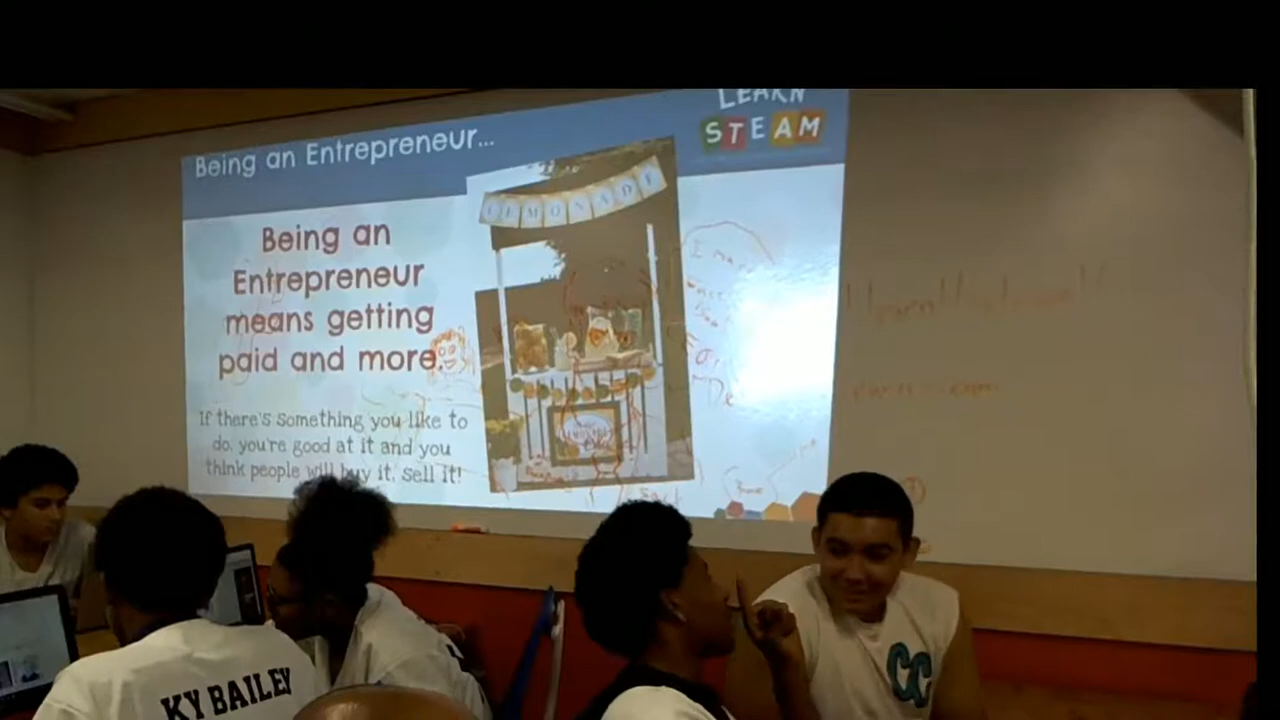 LEARN
STEAM
Being an Entrepreneur...
LEMONADE
Being an
Entrepreneur
means getting
paid and more.
If there's something you like to
do, you're good at it and you
think people will buy it, sell it!
KY BAILEY
CC